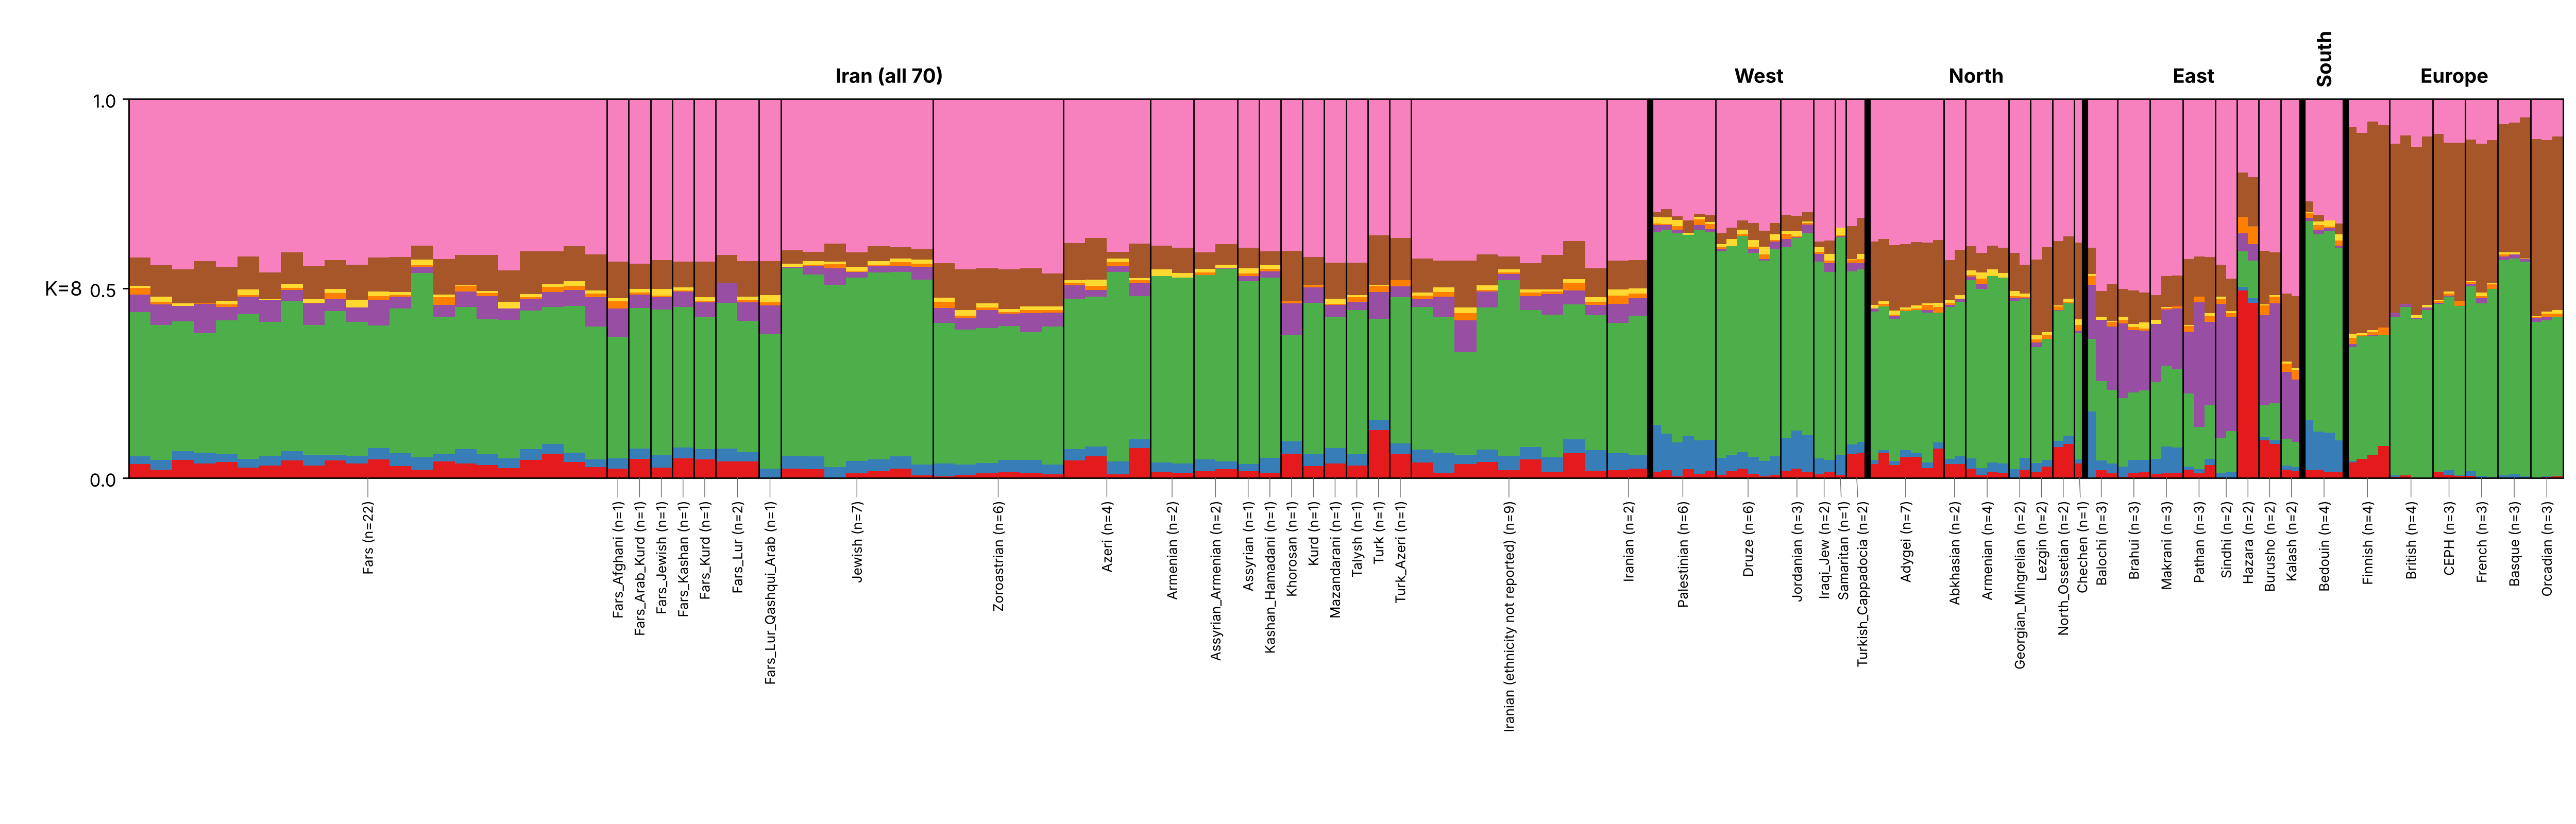 Iran (all 70)
West
North
East
South
Europe
1.0
K=8
0.5
0.0
Fars (n=22)
Fars_Afghani (n=1)
Fars_Arab_Kurd (n=1)
Fars_Jewish (n=1)
Fars_Kashan (n=1)
Fars_Kurd (n=1)
Fars_Lur (n=2)
Fars_Lur_Qashqui_Arab (n=1)
Jewish (n=7)
Zoroastrian (n=6)
Azeri (n=4)
Armenian (n=2)
Assyrian_Armenian (n=2)
Assyrian (n=1)
Kashan_Hamadani (n=1)
Khorosan (n=1)
Kurd (n=1)
Mazandarani (n=1)
Talysh (n=1)
Turk (n=1)
Turk_Azeri (n=1)
Iranian (ethnicity not reported) (n=9)
Iranian (n=2)
Palestinian (n=6)
Druze (n=6)
Jordanian (n=3)
Iraqi_Jew (n=2)
Samaritan (n=1)
Turkish_Cappadocia (n=2)
Adygei (n=7)
Abkhasian (n=2)
Armenian (n=4)
Georgian_Mingrelian (n=2)
Lezgin (n=2)
North_Ossetian (n=2)
Chechen (n=1)
Balochi (n=3)
Brahui (n=3)
Makrani (n=3)
Pathan (n=3)
Sindhi (n=2)
Hazara (n=2)
Burusho (n=2)
Kalash (n=2)
Bedouin (n=4)
Finnish (n=4)
British (n=4)
CEPH (n=3)
French (n=3)
Basque (n=3)
Orcadian (n=3)